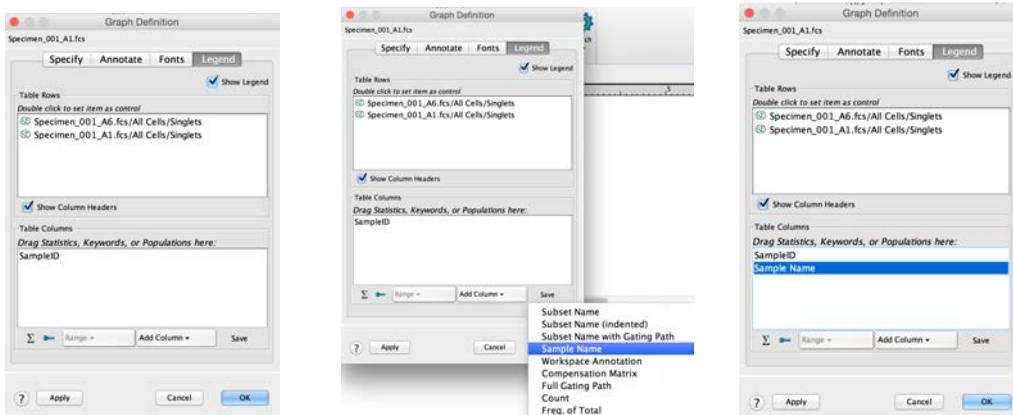 Graph Definition
Specimen_001_A1.fcs
Specify Annotate Fonts Legend
Show Legend
Table Rows
Double click to set item as control
Specimen_001_A6.fcs/All Cells/Singlets
Specimen_001_A1.fcs/All Cells/Singlets
Show Column Headers
Table Columns
Drag Statistics, Keywords, or Populations here:
SampleID
Σ Range Add Column Save
? Apply Cancel OK
Graph Definition
Specimen_001_A1.fcs
Specify Annotate Fonts Legend
Show Legend
Table Rows
Double click to set item as control
Specimen_001_A6.fcs/All Cells/Singlets
Specimen_001_A1.fcs/All Cells/Singlets
Show Column Headers
Table Columns
Drag Statistics, Keywords, or Populations here:
SampleID
Σ Range Add Column Save
? Apply Cancel
Subset Name
Subset Name (indented)
Subset Name with Gating Path
Sample Name
Workspace Annotation
Compensation Matrix
Full Gating Path
Count
Freq. of Total
Graph Definition
Specimen_001_A1.fcs
Specify Annotate Fonts Legend
Show Legend
Table Rows
Double click to set item as control
Specimen_001_A6.fcs/All Cells/Singlets
Specimen_001_A1.fcs/All Cells/Singlets
Show Column Headers
Table Columns
Drag Statistics, Keywords, or Populations here:
SampleID
Sample Name
Σ Range Add Column Save
? Apply Cancel OK